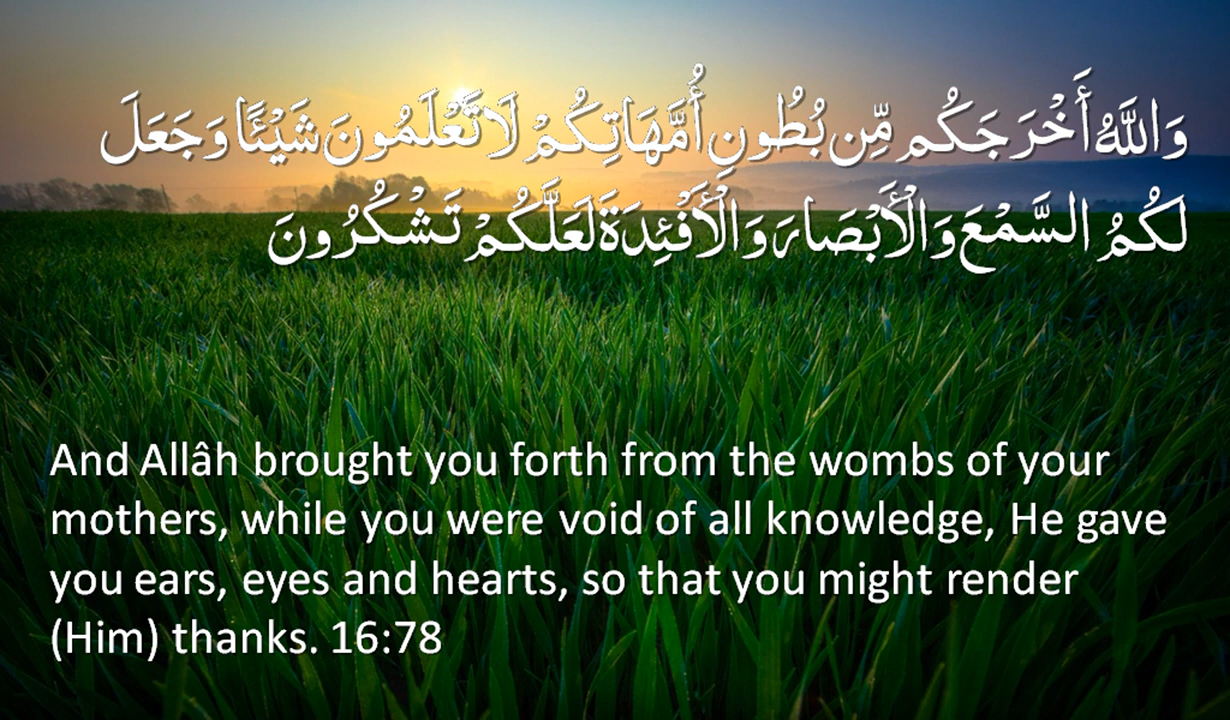 وَاللَّهُ أَخْرَجَكُم مِّن بُطُونِ أُمَّهَاتِكُمْ لَا تَعْلَمُونَ شَيْئًا وَجَعَلَ
لَكُمُ السَّمْعَ وَالْأَبْصَارَ وَالْأَفْئِدَةَ لَعَلَّكُمْ تَشْكُرُونَ
And Allâh brought you forth from the wombs of your
mothers, while you were void of all knowledge, He gave
you ears, eyes and hearts, so that you might render
(Him) thanks. 16:78